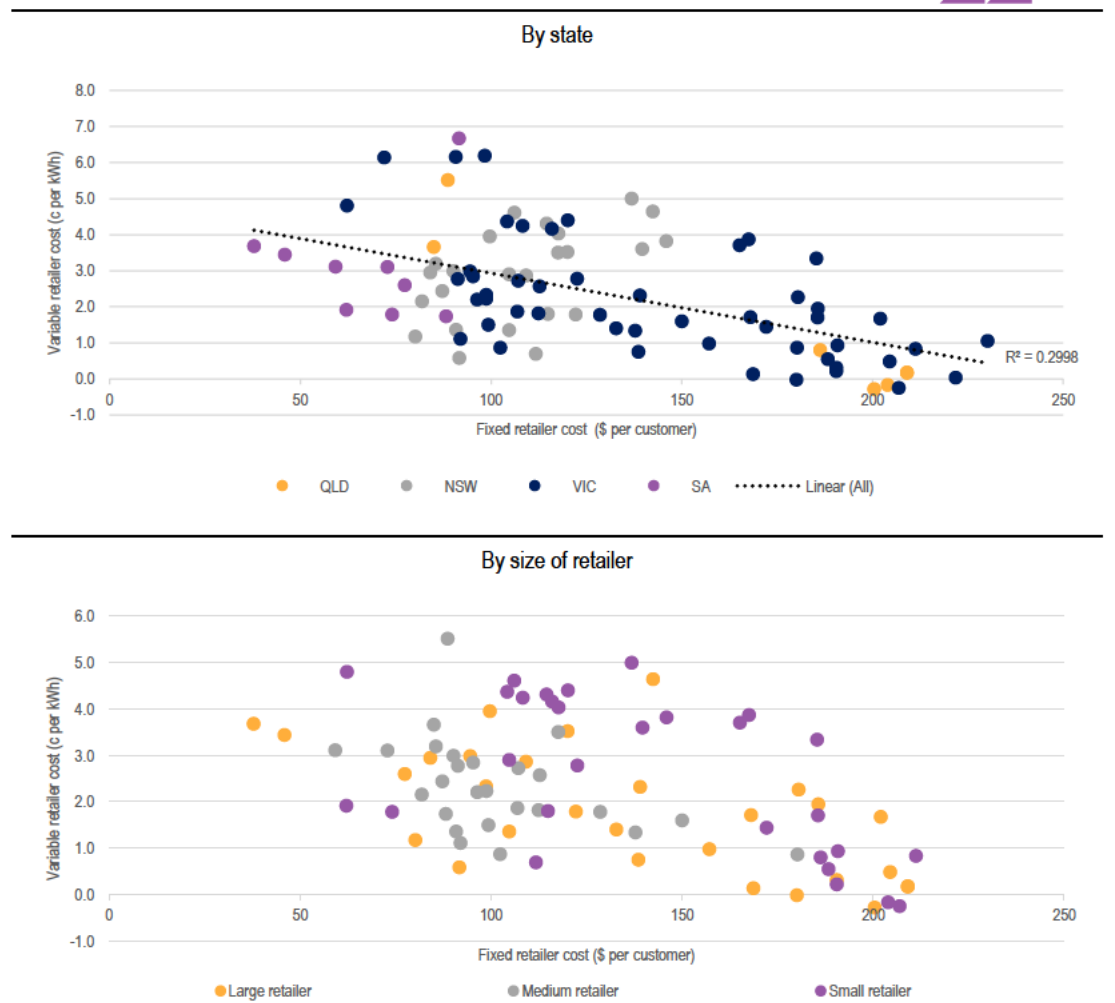 By state
8.0
7.0
6.0
5.0
4.0
3.0
2.0
1.0
0.0
-1.0
Variable retailer cost (c per kWh)
0 50 100 150 200 250
R² = 0.2998
Fixed retailer cost ($ per customer)
QLD NSW VIC SA Linear (All)
By size of retailer
6.0
5.0
4.0
3.0
2.0
1.0
0.0
-1.0
Variable retailer cost (c per kWh)
0 50 100 150 200 250
Fixed retailer cost ($ per customer)
Large retailer Medium retailer Small retailer